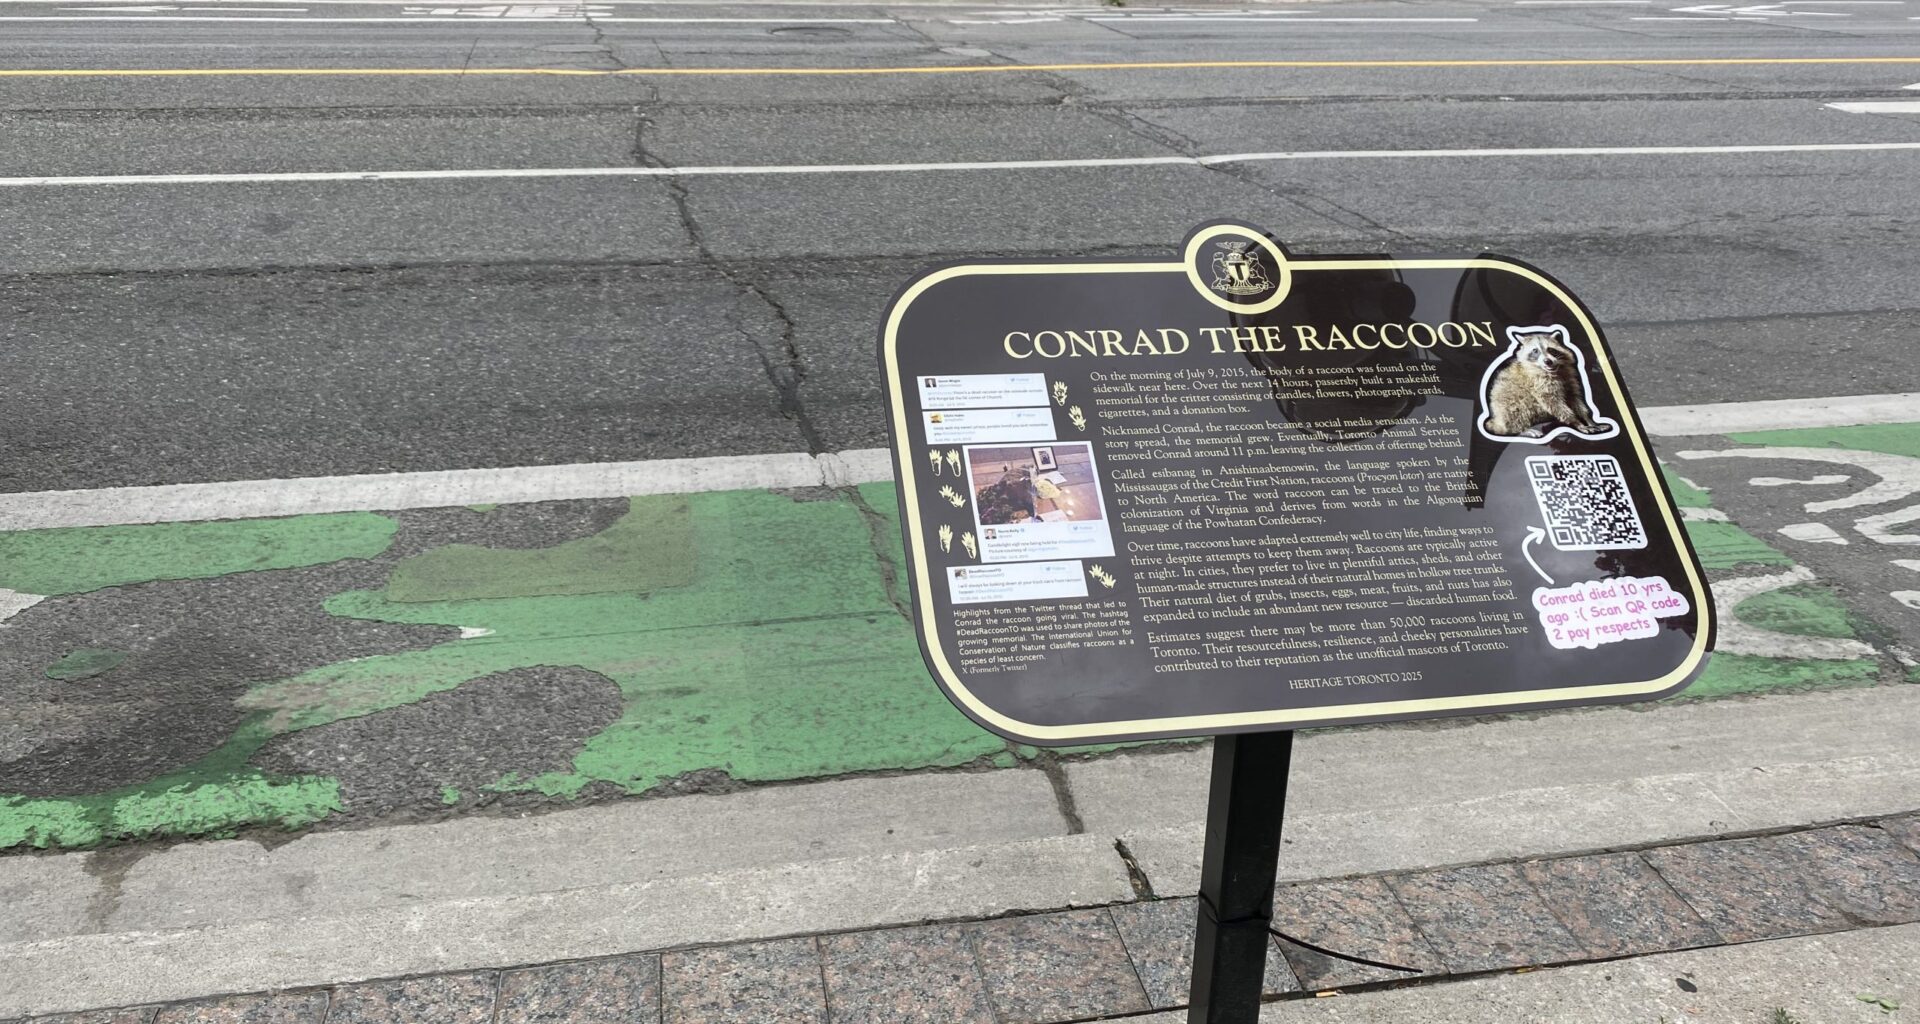 CONRAD THE RACCOON
On the morning of July 9, 2015, the body of a raccoon was found on the
sidewalk near here. Over the next 14 hours, passersby built a makeshift
memorial for the critter consisting of candles, flowers, photographs, cards,
cigarettes, and a donation box.
Nicknamed Conrad, the raccoon became a social media sensation. As the
story spread, the memorial grew. Eventually, Toronto Animal Services
removed Conrad around 11 p.m. leaving the collection of offerings behind.
Called esibanag in Anishinaabemowin, the language spoken by the
Mississaugas of the Credit First Nation, raccoons (Procyon lotor) are native
to North America. The word raccoon can be traced to the British
colonization of Virginia and derives from words in the Algonquian
language of the Powhatan Confederacy.
Over time, raccoons have adapted extremely well to city life, finding ways to
thrive despite attempts to keep them away. Raccoons are typically active
at night. In cities, they prefer to live in plentiful attics, sheds, and other
human-made structures instead of their natural homes in hollow tree trunks.
Their natural diet of grubs, insects, eggs, meat, fruits, and nuts has also
expanded to include an abundant new resource — discarded human food.
Estimates suggest there may be more than 50,000 raccoons living in
Toronto. Their resourcefulness, resilience, and cheeky personalities have
contributed to their reputation as the unofficial mascots of Toronto.
HERITAGE TORONTO 2025
Highlights from the Twitter thread that led to
Conrad the raccoon going viral. The hashtag
#DeadRaccoonTO was used to share photos of the
growing memorial. The International Union for
Conservation of Nature classifies raccoons as a
species of least concern.
X (Formerly Twitter)
Conrad died 10 yrs
ago :( Scan QR code
2 pay respects